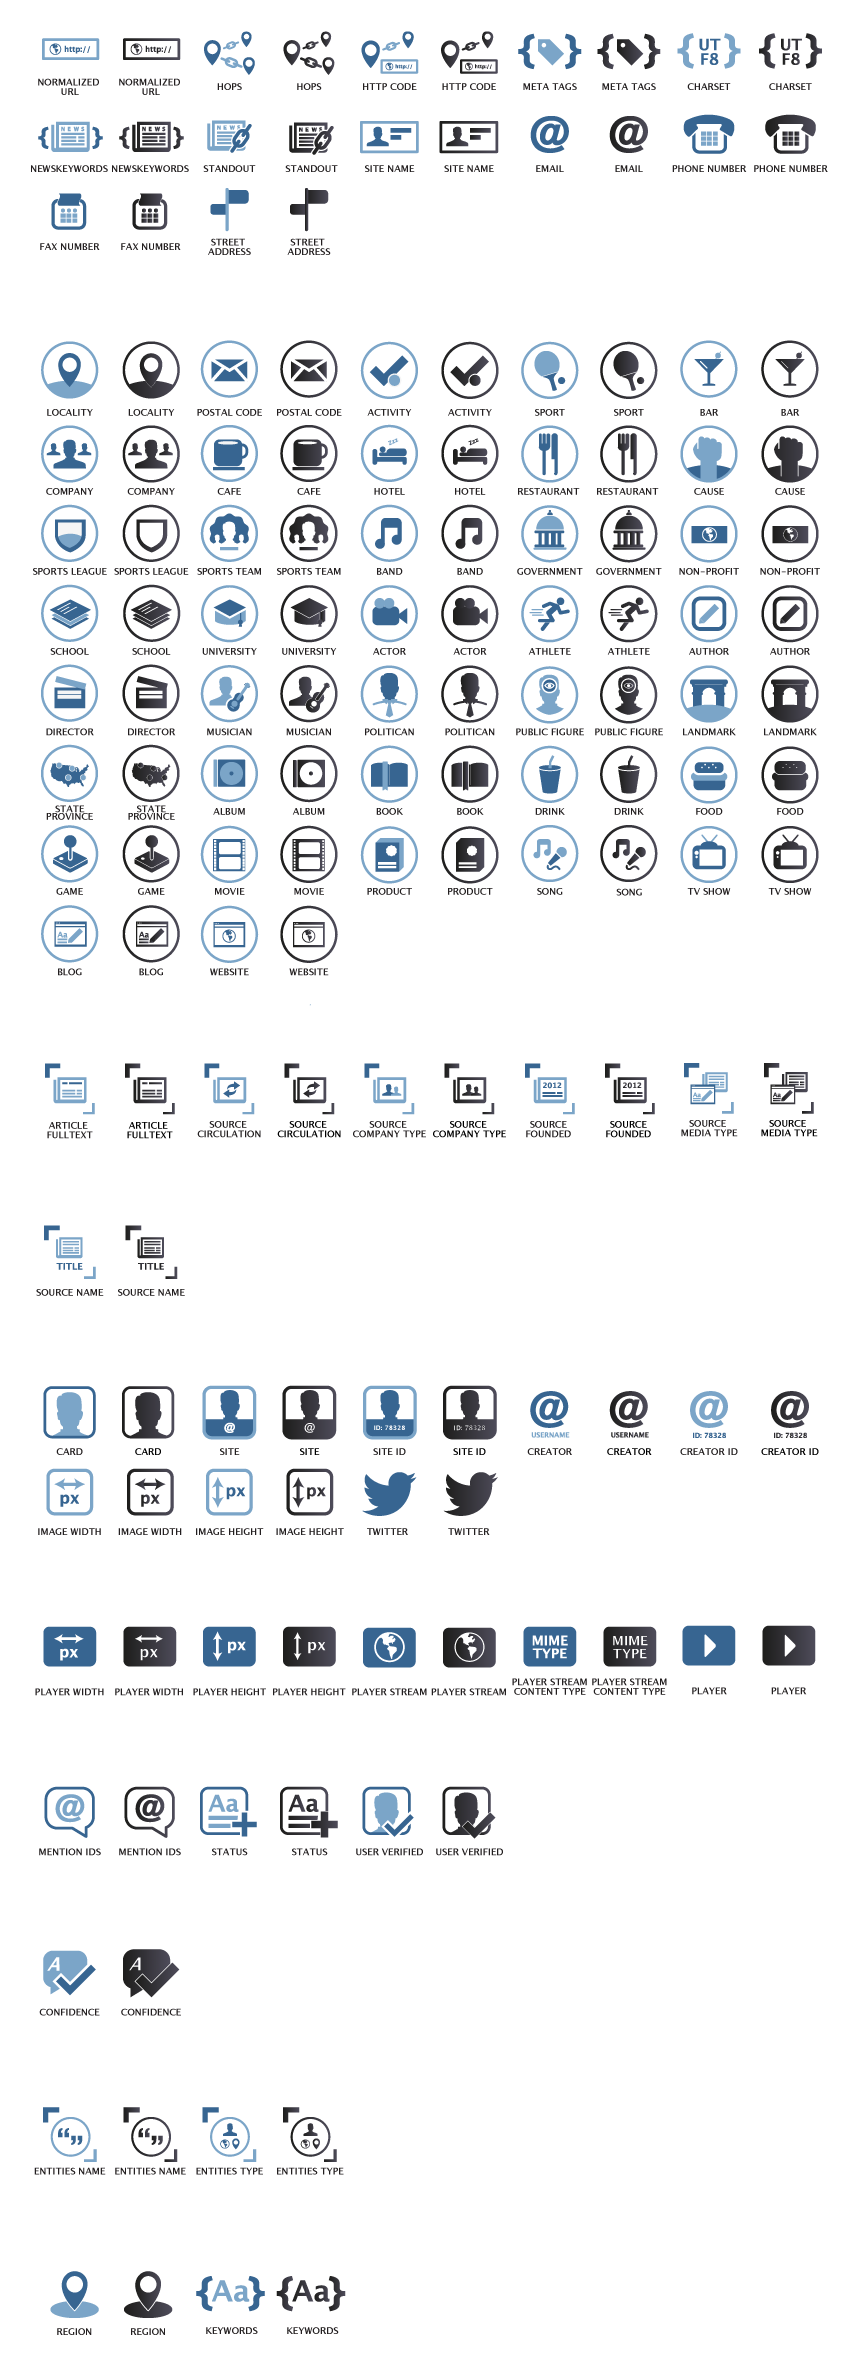 http:// http:// http:// http:// UT UT
F8 F8
NORMALIZED NORMALIZED HOPS HOPS HTTP CODE HTTP CODE META TAGS META TAGS CHARSET CHARSET
URL URL
NEWS NEWS NEWS NEWS @ @
NEWSKEYWORDS NEWSKEYWORDS STANDOUT STANDOUT SITE NAME SITE NAME EMAIL EMAIL PHONE NUMBER PHONE NUMBER
FAX NUMBER FAX NUMBER STREET STREET
ADDRESS ADDRESS
LOCALITY LOCALITY POSTAL CODE POSTAL CODE ACTIVITY ACTIVITY SPORT SPORT BAR BAR
Zzz Zzz
COMPANY COMPANY CAFE CAFE HOTEL HOTEL RESTAURANT RESTAURANT CAUSE CAUSE
SPORTS LEAGUE SPORTS LEAGUE SPORTS TEAM SPORTS TEAM BAND BAND GOVERNMENT GOVERNMENT NON-PROFIT NON-PROFIT
SCHOOL SCHOOL UNIVERSITY UNIVERSITY ACTOR ACTOR ATHLETE ATHLETE AUTHOR AUTHOR
DIRECTOR DIRECTOR MUSICIAN MUSICIAN POLITICAN POLITICAN PUBLIC FIGURE PUBLIC FIGURE LANDMARK LANDMARK
STATE STATE ALBUM ALBUM BOOK BOOK DRINK DRINK FOOD FOOD
PROVINCE PROVINCE
GAME GAME MOVIE MOVIE PRODUCT PRODUCT SONG SONG TV SHOW TV SHOW
Aa Aa
BLOG BLOG WEBSITE WEBSITE
2012 2012 Aa Aa
ARTICLE ARTICLE SOURCE SOURCE SOURCE SOURCE SOURCE SOURCE SOURCE SOURCE
FULLTEXT FULLTEXT CIRCULATION CIRCULATION COMPANY TYPE COMPANY TYPE FOUNDED FOUNDED MEDIA TYPE MEDIA TYPE
TITLE TITLE
SOURCE NAME SOURCE NAME
@ @ ID: 78328 ID: 78328 @ @ @ @
USERNAME USERNAME ID: 78328 ID: 78328
CARD CARD SITE SITE SITE ID SITE ID CREATOR CREATOR CREATOR ID CREATOR ID
px px px px
IMAGE WIDTH IMAGE WIDTH IMAGE HEIGHT IMAGE HEIGHT TWITTER TWITTER
px px px px MIME MIME
TYPE TYPE
PLAYER WIDTH PLAYER WIDTH PLAYER HEIGHT PLAYER HEIGHT PLAYER STREAM PLAYER STREAM PLAYER STREAM PLAYER STREAM PLAYER PLAYER
CONTENT TYPE CONTENT TYPE
@ @ Aa Aa
MENTION IDS MENTION IDS STATUS STATUS USER VERIFIED USER VERIFIED
A A
CONFIDENCE CONFIDENCE
“„ “„
ENTITIES NAME ENTITIES NAME ENTITIES TYPE ENTITIES TYPE
{Aa} {Aa}
REGION REGION KEYWORDS KEYWORDS